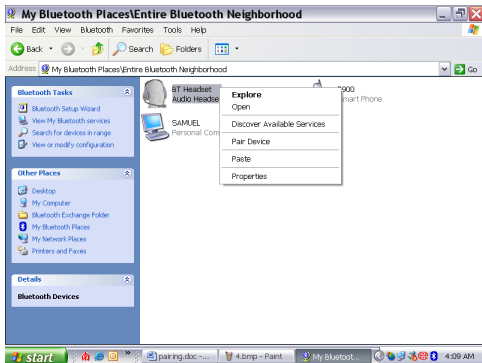 My Bluetooth Places\Entire Bluetooth Neighborhood
File Edit View Bluetooth Favorites Tools Help
Back Search Folders
Address My Bluetooth Places\Entire Bluetooth Neighborhood Go
Bluetooth Tasks
Bluetooth Setup Wizard
View My Bluetooth services
Search for devices in range
View or modify configuration
Other Places
Desktop
My Computer
Bluetooth Exchange Folder
My Bluetooth Places
My Network Places
Printers and Faxes
Details
Bluetooth Devices
BT Headset
Audio Headse
SAMUEL
Personal Com
Explore
Open
Discover Available Services
Pair Device
Paste
Properties
900
mart Phone
start pairing.doc -... 4.bmp - Paint My Bluetoot... 4:09 AM